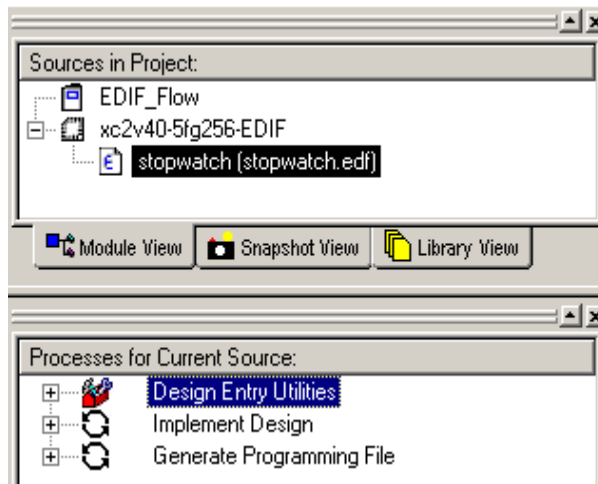 Sources in Project:
EDIF_Flow
xc2v40-5fg256-EDIF
stopwatch (stopwatch.edf)
Module View Snapshot View Library View
Processes for Current Source:
Design Entry Utilities
Implement Design
Generate Programming File